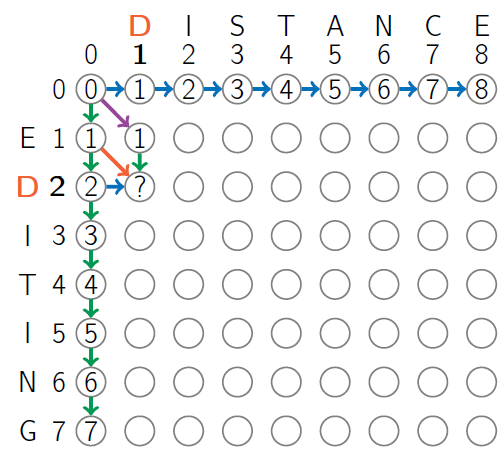 D I S T A N C E
0 1 2 3 4 5 6 7 8
0 0 1 2 3 4 5 6 7 8
E 1 1 1
D 2 2 ?
I 3 3
T 4 4
I 5 5
N 6 6
G 7 7